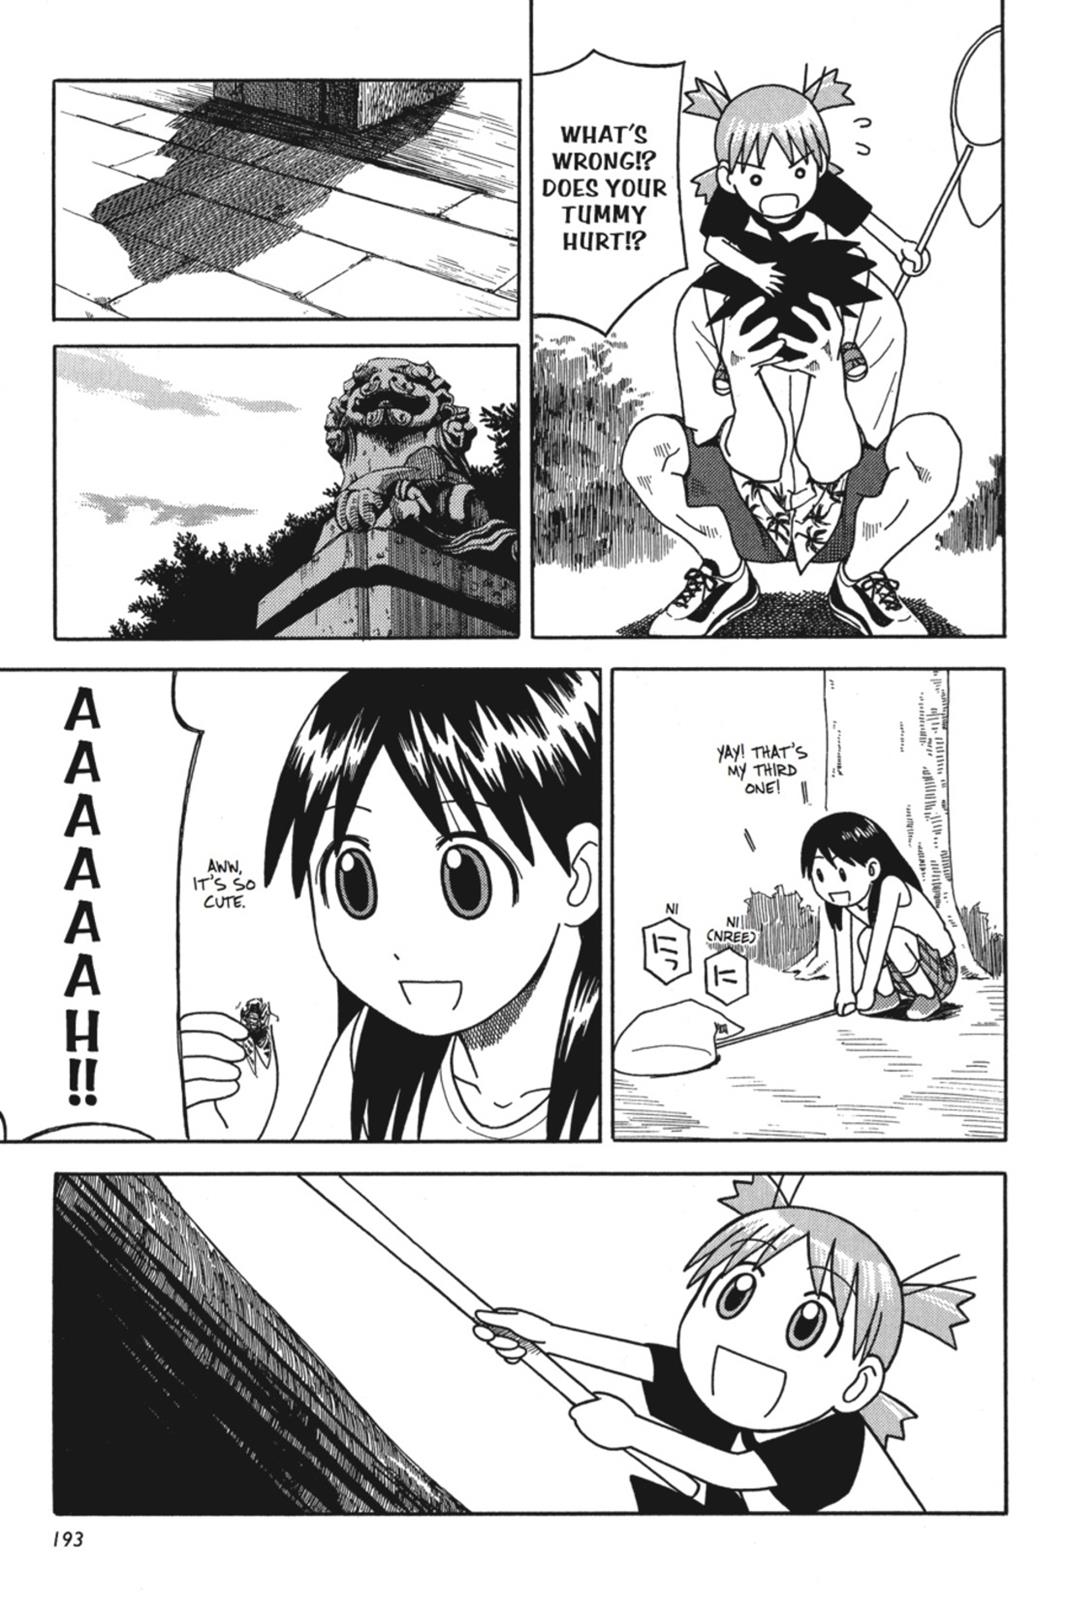 WHAT'S
WRONG!?
DOES YOUR
TUMMY
HURT!?
YAY! THAT'S
MY THIRD
ONE!
NI
にっ
NI
(NREE)
に
AWW,
IT'S SO
CUTE.
AAAAAAH!!
193